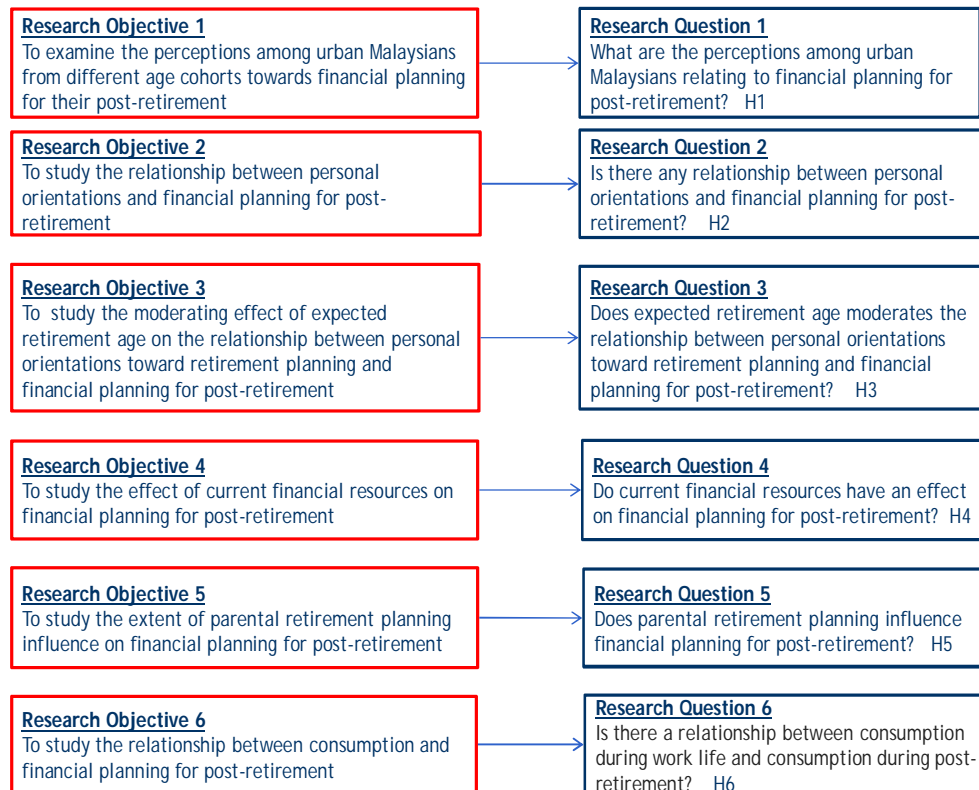 Research Objective 1
To examine the perceptions among urban Malaysians
from different age cohorts towards financial planning
for their post-retirement
Research Question 1
What are the perceptions among urban
Malaysians relating to financial planning for
post-retirement? H1
Research Objective 2
To study the relationship between personal
orientations and financial planning for post-
retirement
Research Question 2
Is there any relationship between personal
orientations and financial planning for post-
retirement? H2
Research Objective 3
To study the moderating effect of expected
retirement age on the relationship between personal
orientations toward retirement planning and
financial planning for post-retirement
Research Question 3
Does expected retirement age moderates the
relationship between personal orientations
toward retirement planning and financial
planning for post-retirement? H3
Research Objective 4
To study the effect of current financial resources on
financial planning for post-retirement
Research Question 4
Do current financial resources have an effect
on financial planning for post-retirement? H4
Research Objective 5
To study the extent of parental retirement planning
influence on financial planning for post-retirement
Research Question 5
Does parental retirement planning influence
financial planning for post-retirement? H5
Research Objective 6
To study the relationship between consumption and
financial planning for post-retirement
Research Question 6
Is there a relationship between consumption
during work life and consumption during post-
retirement? H6